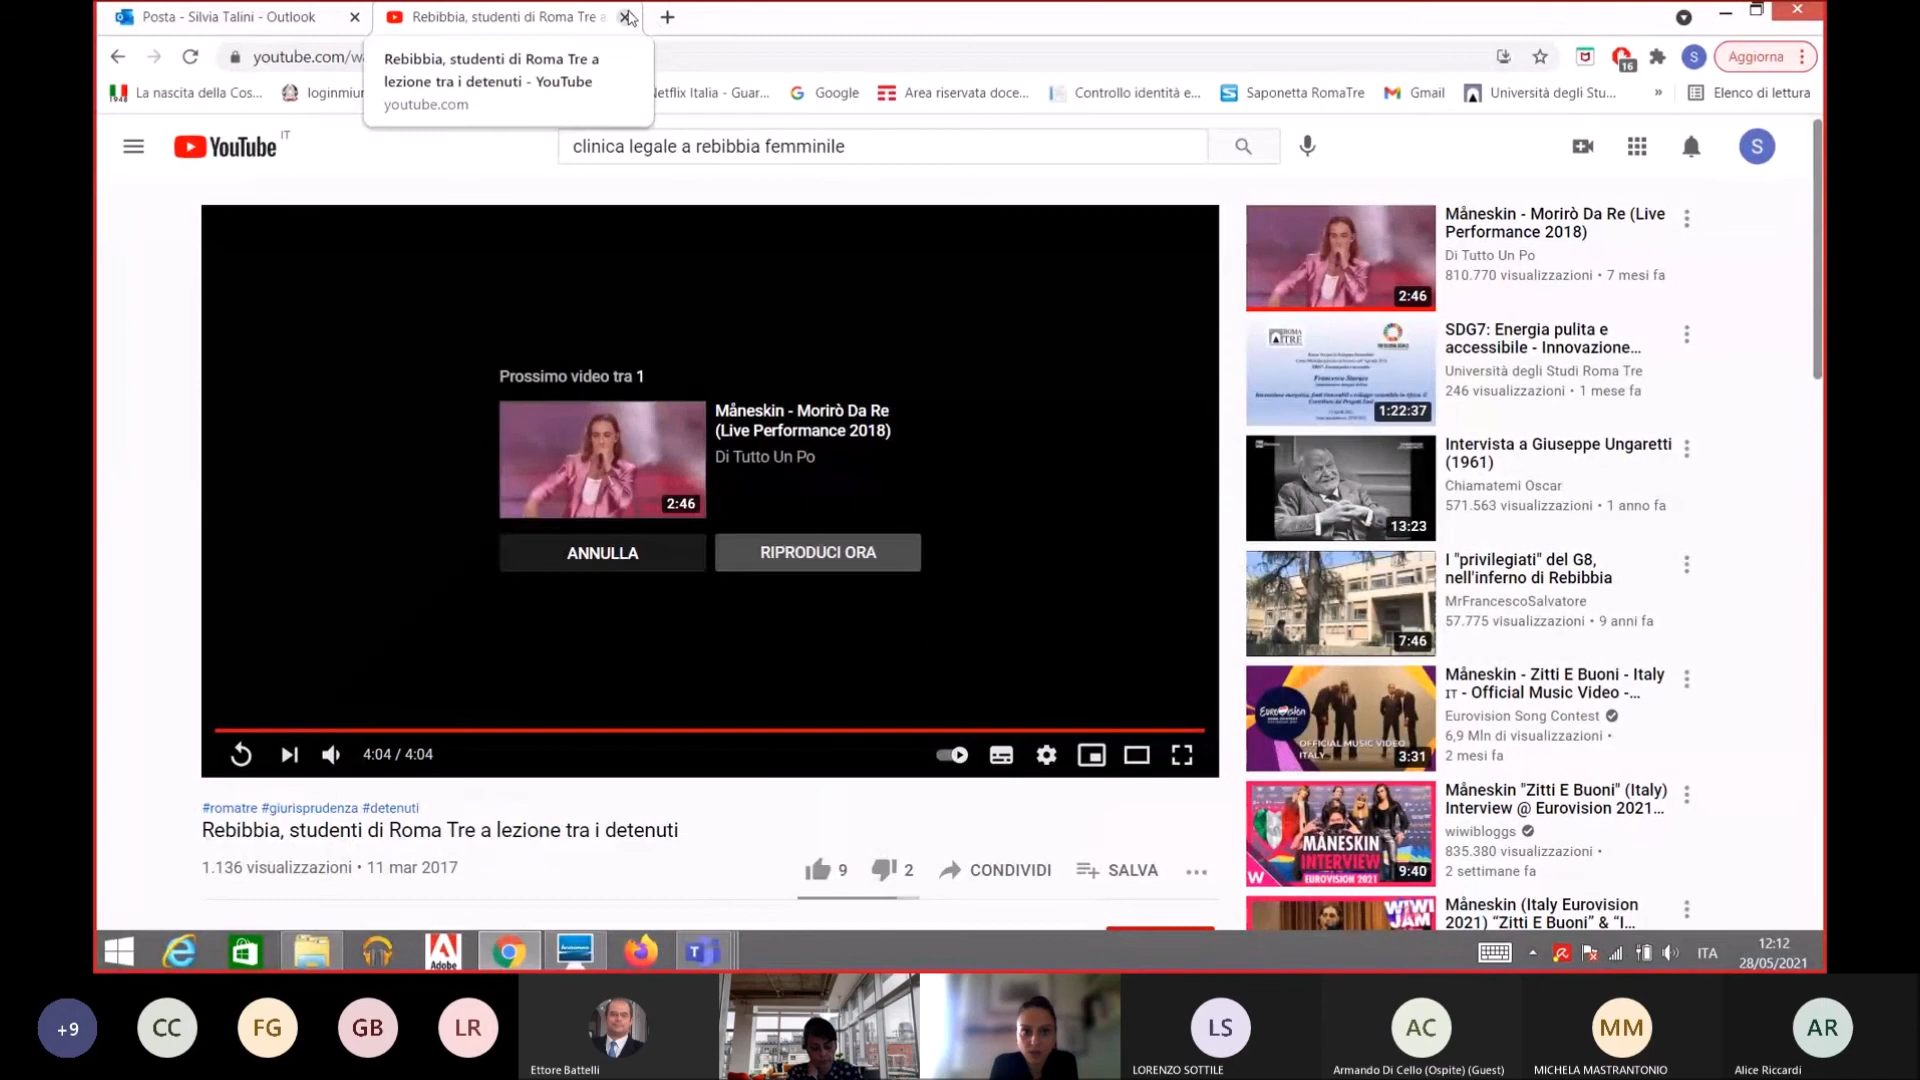 Posta - Silvia Talini - Outlook
Rebibbia, studenti di Roma Tre a
youtube.com/wa
Rebibbia, studenti di Roma Tre a
lezione tra i detenuti - YouTube
youtube.com
16
S
Aggiorna
La nascita della Cos...
Netflix Italia - Guar...
Google
Area riservata doce...
Controllo identità e...
Saponetta RomaTre
Gmail
Università degli Stu...
»
Elenco di lettura
YouTube
IT
clinica legale a rebibbia femminile
S
Prossimo video tra 1
Måneskin - Morirò Da Re
(Live Performance 2018)
Di Tutto Un Po
2:46
ANNULLA
RIPRODUCI ORA
4:04 / 4:04
#romatre #giurisprudenza #detenuti
Rebibbia, studenti di Roma Tre a lezione tra i detenuti
1.136 visualizzazioni • 11 mar 2017
9
2
CONDIVIDI
SALVA
2:46
Måneskin - Morirò Da Re (Live
Performance 2018)
Di Tutto Un Po
810.770 visualizzazioni • 7 mesi fa
ROMA
TRE
1:22:37
SDG7: Energia pulita e
accessibile - Innovazione...
Università degli Studi Roma Tre
246 visualizzazioni • 1 mese fa
13:23
Intervista a Giuseppe Ungaretti
(1961)
Chiamatemi Oscar
571.563 visualizzazioni • 1 anno fa
7:46
I "privilegiati" del G8,
nell'inferno di Rebibbia
MrFrancescoSalvatore
57.775 visualizzazioni • 9 anni fa
EUROVISION
OFFICIAL MUSIC VIDEO
ITALY
3:31
Måneskin - Zitti E Buoni - Italy
IT - Official Music Video -...
Eurovision Song Contest
6,9 Mln di visualizzazioni •
2 mesi fa
MÅNESKIN
INTERVIEW
EUROVISION 2021
W
9:40
Måneskin "Zitti E Buoni" (Italy)
Interview @ Eurovision 2021...
wiwibloggs
835.380 visualizzazioni •
2 settimane fa
WIWI
JAM
Måneskin (Italy Eurovision
2021) “Zitti E Buoni” & “I...
Adobe
ITA
12:12
28/05/2021
+9
CC
FG
GB
LR
Ettore Battelli
LS
LORENZO SOTTILE
AC
Armando Di Cello (Ospite) (Guest)
MM
MICHELA MASTRANTONIO
AR
Alice Riccardi